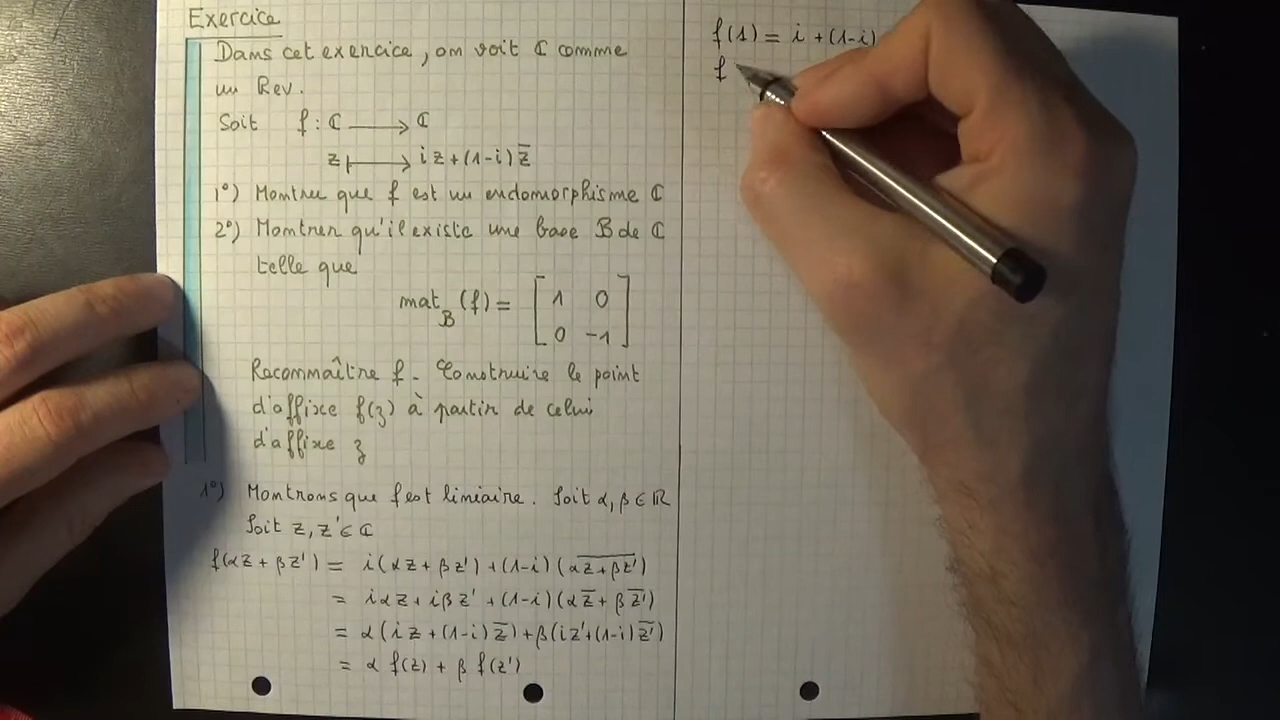 Exercice
Dans cet exercice, on voit ℂ comme
un Rev.
Soit f : ℂ ⟶ ℂ
z ⟼ i z + (1-i) z̅
1°) Montrer que f est un endomorphisme ℂ
2°) Montrer qu'il existe une base B de ℂ
telle que
mat_B (f) = [ 1 0
0 -1 ]
Reconnaître f. Construire le point
d'affixe f(z) à partir de celui
d'affixe z
1°) Montrons que f est liniaire. Soit α, β ∈ ℝ
Soit z, z' ∈ ℂ
f(αz + βz') = i(αz + βz') + (1-i)(\overline{αz + βz'})
= iαz + iβz' + (1-i)(α\overline{z} + β\overline{z'})
= α(iz + (1-i)\overline{z}) + β(iz' + (1-i)\overline{z'})
= α f(z) + β f(z')
f(1) = i + (1-i)
f